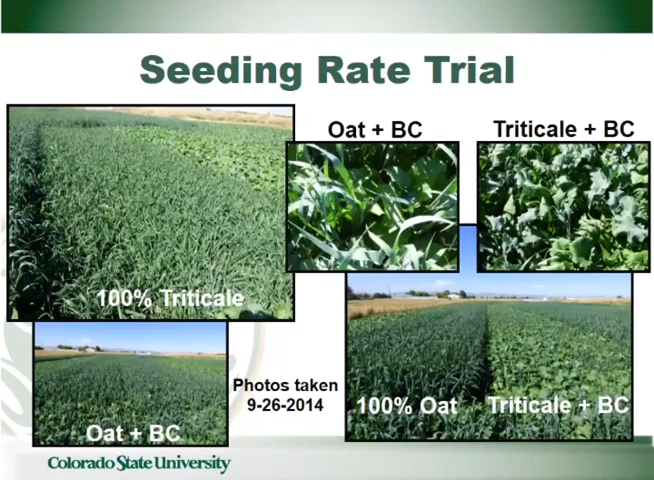 Seeding Rate Trial
Oat + BC
Triticale + BC
100% Triticale
Oat + BC
Photos taken
9-26-2014
100% Oat
Triticale + BC
Colorado State University